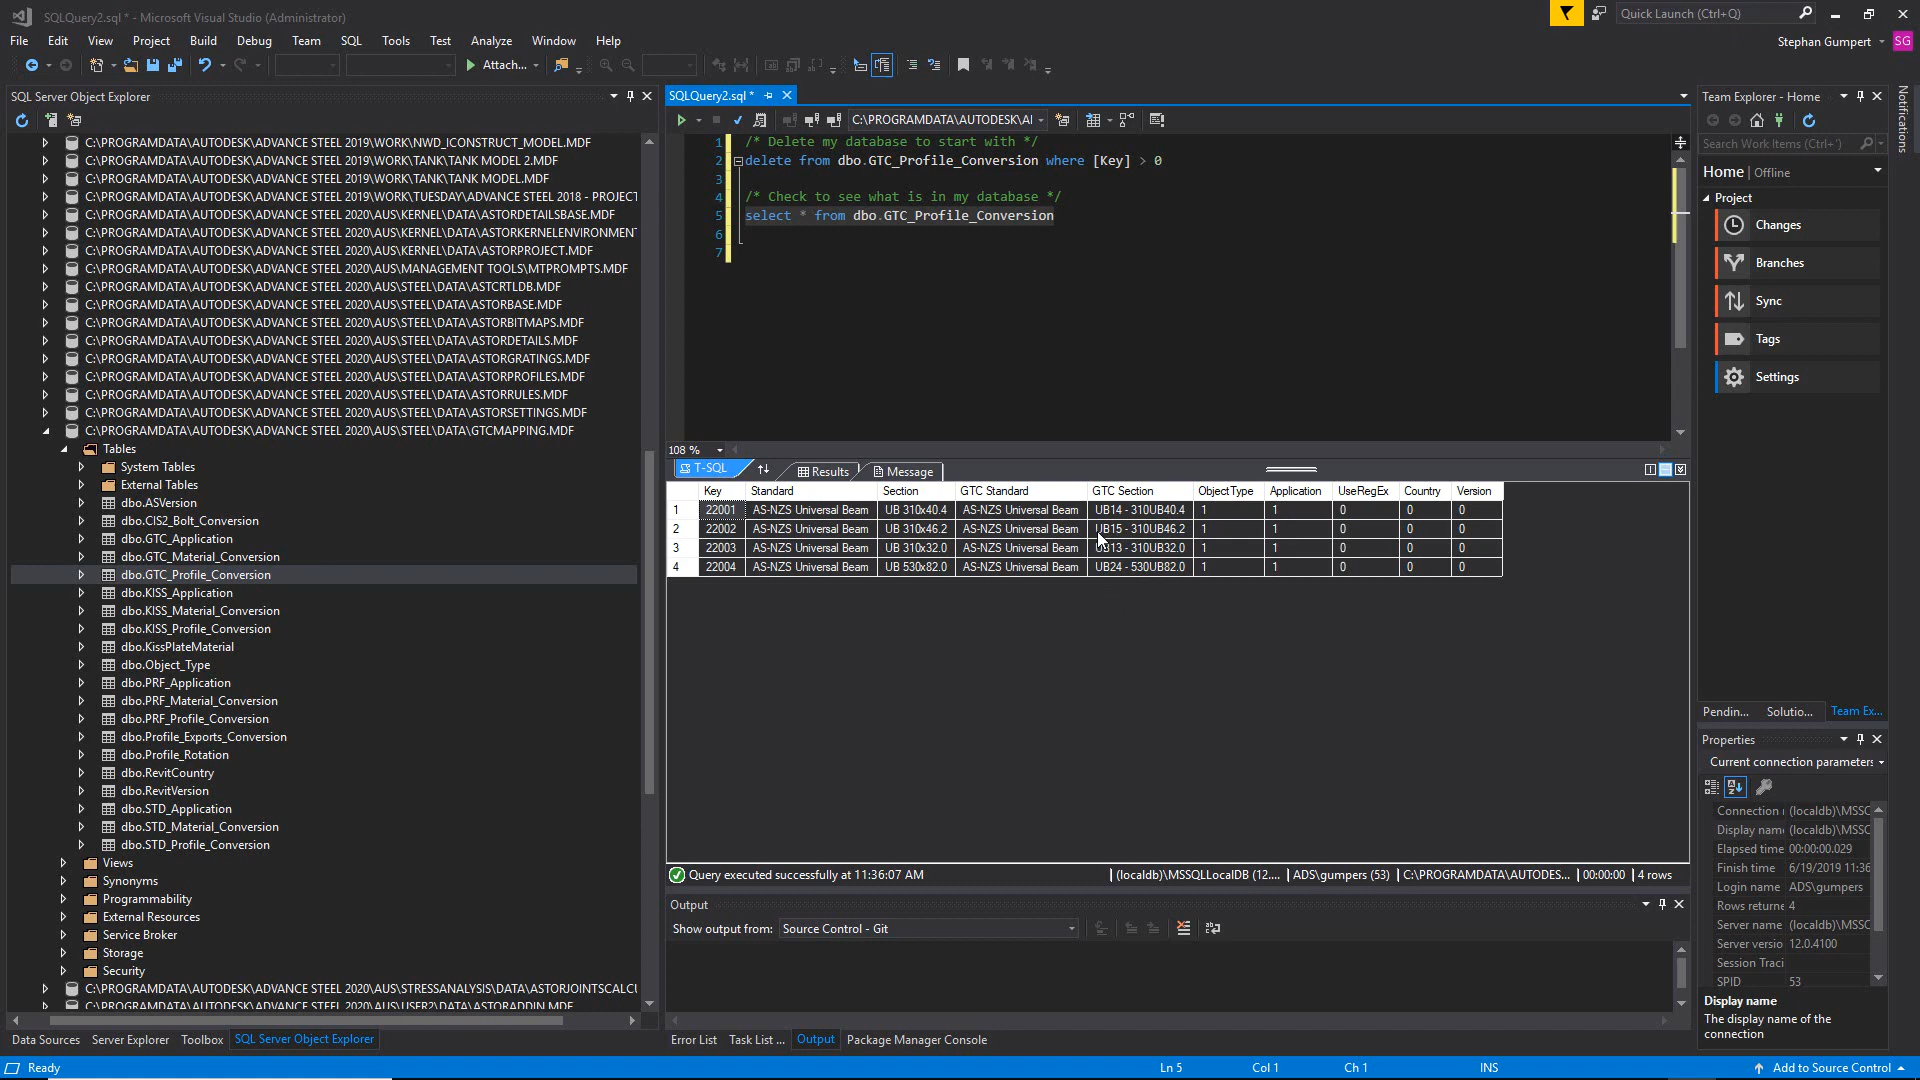 SQLQuery2.sql * - Microsoft Visual Studio (Administrator)
Quick Launch (Ctrl+Q)
File Edit View Project Build Debug Team SQL Tools Test Analyze Window Help
Stephan Gumpert SG
Attach...
SQL Server Object Explorer
C:\PROGRAMDATA\AUTODESK\ADVANCE STEEL 2019\WORK\NWD_ICONSTRUCT_MODEL.MDF
C:\PROGRAMDATA\AUTODESK\ADVANCE STEEL 2019\WORK\TANK\TANK MODEL 2.MDF
C:\PROGRAMDATA\AUTODESK\ADVANCE STEEL 2019\WORK\TANK\TANK MODEL.MDF
C:\PROGRAMDATA\AUTODESK\ADVANCE STEEL 2019\WORK\TUESDAY\ADVANCE STEEL 2018 - PROJECT
C:\PROGRAMDATA\AUTODESK\ADVANCE STEEL 2020\AUS\KERNEL\DATA\ASTORDETAILSBASE.MDF
C:\PROGRAMDATA\AUTODESK\ADVANCE STEEL 2020\AUS\KERNEL\DATA\ASTORKERNELENVIRONMENT
C:\PROGRAMDATA\AUTODESK\ADVANCE STEEL 2020\AUS\KERNEL\DATA\ASTORPROJECT.MDF
C:\PROGRAMDATA\AUTODESK\ADVANCE STEEL 2020\AUS\MANAGEMENT TOOLS\MTPROMPTS.MDF
C:\PROGRAMDATA\AUTODESK\ADVANCE STEEL 2020\AUS\STEEL\DATA\ASTCRTLDB.MDF
C:\PROGRAMDATA\AUTODESK\ADVANCE STEEL 2020\AUS\STEEL\DATA\ASTORBASE.MDF
C:\PROGRAMDATA\AUTODESK\ADVANCE STEEL 2020\AUS\STEEL\DATA\ASTORBITMAPS.MDF
C:\PROGRAMDATA\AUTODESK\ADVANCE STEEL 2020\AUS\STEEL\DATA\ASTORDETAILS.MDF
C:\PROGRAMDATA\AUTODESK\ADVANCE STEEL 2020\AUS\STEEL\DATA\ASTORGRATINGS.MDF
C:\PROGRAMDATA\AUTODESK\ADVANCE STEEL 2020\AUS\STEEL\DATA\ASTORPROFILES.MDF
C:\PROGRAMDATA\AUTODESK\ADVANCE STEEL 2020\AUS\STEEL\DATA\ASTORRULES.MDF
C:\PROGRAMDATA\AUTODESK\ADVANCE STEEL 2020\AUS\STEEL\DATA\ASTORSETTINGS.MDF
C:\PROGRAMDATA\AUTODESK\ADVANCE STEEL 2020\AUS\STEEL\DATA\GTCMAPPING.MDF
Tables
System Tables
External Tables
dbo.ASVersion
dbo.CIS2_Bolt_Conversion
dbo.GTC_Application
dbo.GTC_Material_Conversion
dbo.GTC_Profile_Conversion
dbo.KISS_Application
dbo.KISS_Material_Conversion
dbo.KISS_Profile_Conversion
dbo.KissPlateMaterial
dbo.Object_Type
dbo.PRF_Application
dbo.PRF_Material_Conversion
dbo.PRF_Profile_Conversion
dbo.Profile_Exports_Conversion
dbo.Profile_Rotation
dbo.RevitCountry
dbo.RevitVersion
dbo.STD_Application
dbo.STD_Material_Conversion
dbo.STD_Profile_Conversion
Views
Synonyms
Programmability
External Resources
Service Broker
Storage
Security
C:\PROGRAMDATA\AUTODESK\ADVANCE STEEL 2020\AUS\STRESSANALYSIS\DATA\ASTORJOINTSCALCU
C:\PROGRAMDATA\AUTODESK\ADVANCE STEEL 2020\AUS\USER2\DATA\ASTORADDIN.MDF
Data Sources Server Explorer Toolbox SQL Server Object Explorer
SQLQuery2.sql *
C:\PROGRAMDATA\AUTODESK\AI
1 /* Delete my database to start with */
2 delete from dbo.GTC_Profile_Conversion where [Key] > 0
3
4 /* Check to see what is in my database */
5 select * from dbo.GTC_Profile_Conversion
6
7
108 %
T-SQL Results Message
Key Standard Section GTC Standard GTC Section ObjectType Application UseRegEx Country Version
1 22001 AS-NZS Universal Beam UB 310x40.4 AS-NZS Universal Beam UB14 - 310UB40.4 1 1 0 0 0
2 22002 AS-NZS Universal Beam UB 310x46.2 AS-NZS Universal Beam UB15 - 310UB46.2 1 1 0 0 0
3 22003 AS-NZS Universal Beam UB 310x32.0 AS-NZS Universal Beam UB13 - 310UB32.0 1 1 0 0 0
4 22004 AS-NZS Universal Beam UB 530x82.0 AS-NZS Universal Beam UB24 - 530UB82.0 1 1 0 0 0
Query executed successfully at 11:36:07 AM
(localdb)\MSSQLLocalDB (12.... ADS\gumpers (53) C:\PROGRAMDATA\AUTODES... 00:00:00 4 rows
Output
Show output from: Source Control - Git
Error List Task List ... Output Package Manager Console
Team Explorer - Home
Search Work Items (Ctrl+')
Home | Offline
Project
Changes
Branches
Sync
Tags
Settings
Pendin... Solutio... Team Ex...
Properties
Current connection parameters
Connection (localdb)\MSSC
Display name (localdb)\MSSC
Elapsed time 00:00:00.029
Finish time 6/19/2019 11:36
Login name ADS\gumpers
Rows returne 4
Server name (localdb)\MSSC
Server versio 12.0.4100
Session Traci
SPID 53
Display name
The display name of the
connection
Notifications
Ready
Ln 5 Col 1 Ch 1 INS
Add to Source Control